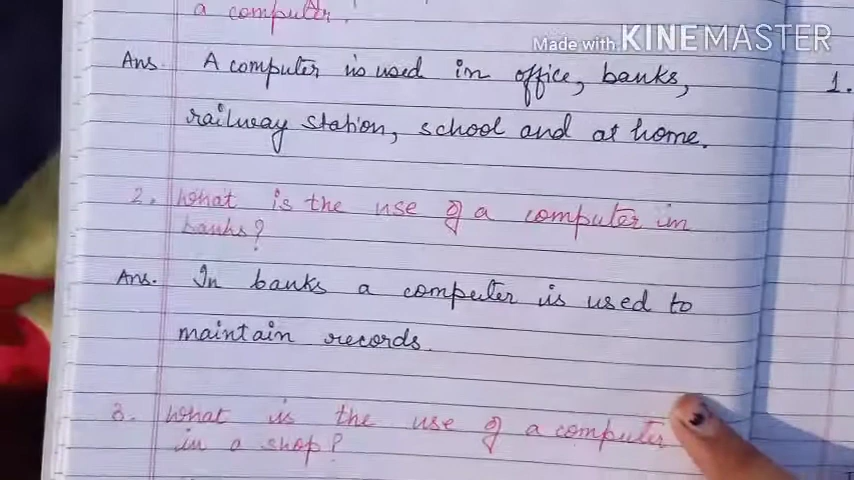 a computer.
Made with KINEMASTER
Ans. A computer is used in office, banks,
1.
railway station, school and at home.
2. What is the use of a computer in
banks?
Ans. In banks a computer is used to
maintain records.
3. What is the use of a computer
in a shop?